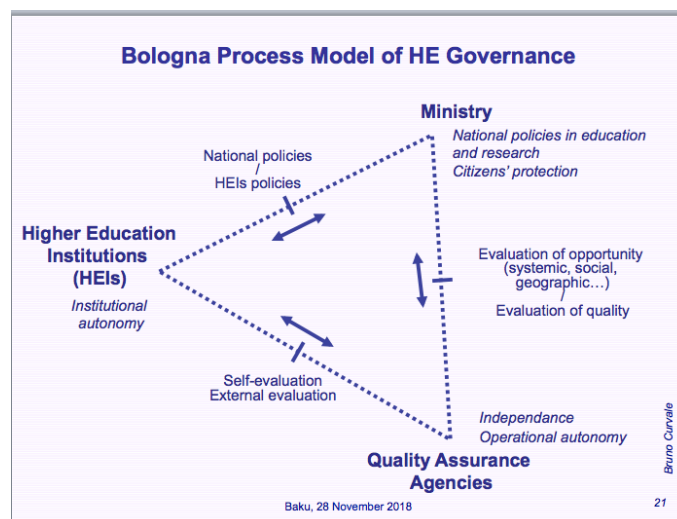 Bologna Process Model of HE Governance
Ministry
National policies in education
and research
Citizens' protection
National policies
/
HEIs policies
Higher Education
Institutions
(HEIs)
Institutional
autonomy
Evaluation of opportunity
(systemic, social,
geographic…)
/
Evaluation of quality
Self-evaluation
External evaluation
Independance
Operational autonomy
Quality Assurance
Agencies
Bruno Curvale
Baku, 28 November 2018
21